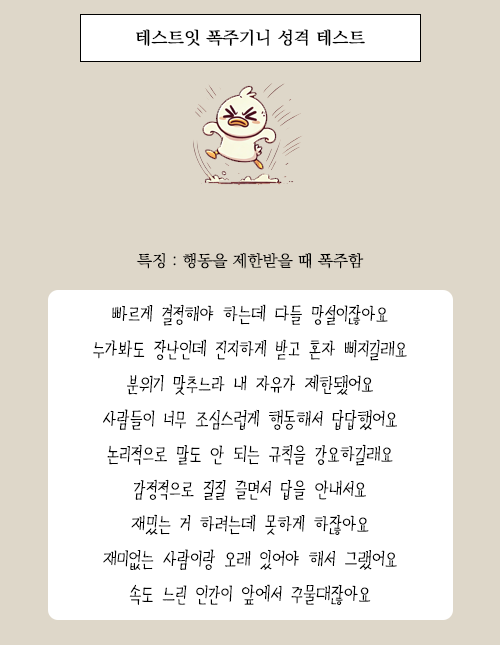 테스트잇 폭주기니 성격 테스트
특징 : 행동을 제한받을 때 폭주함
빠르게 결정해야 하는데 다들 망설이잖아요
누가봐도 장난인데 진지하게 받고 혼자 삐지길래요
분위기 맞추느라 내 자유가 제한됐어요
사람들이 너무 조심스럽게 행동해서 답답했어요
논리적으로 말도 안 되는 규칙을 강요하길래요
감정적으로 질질 끌면서 답을 안내서요
재밌는 거 하려는데 못하게 하잖아요
재미없는 사람이랑 오래 있어야 해서 그랬어요
속도 느린 인간이 앞에서 주물대잖아요